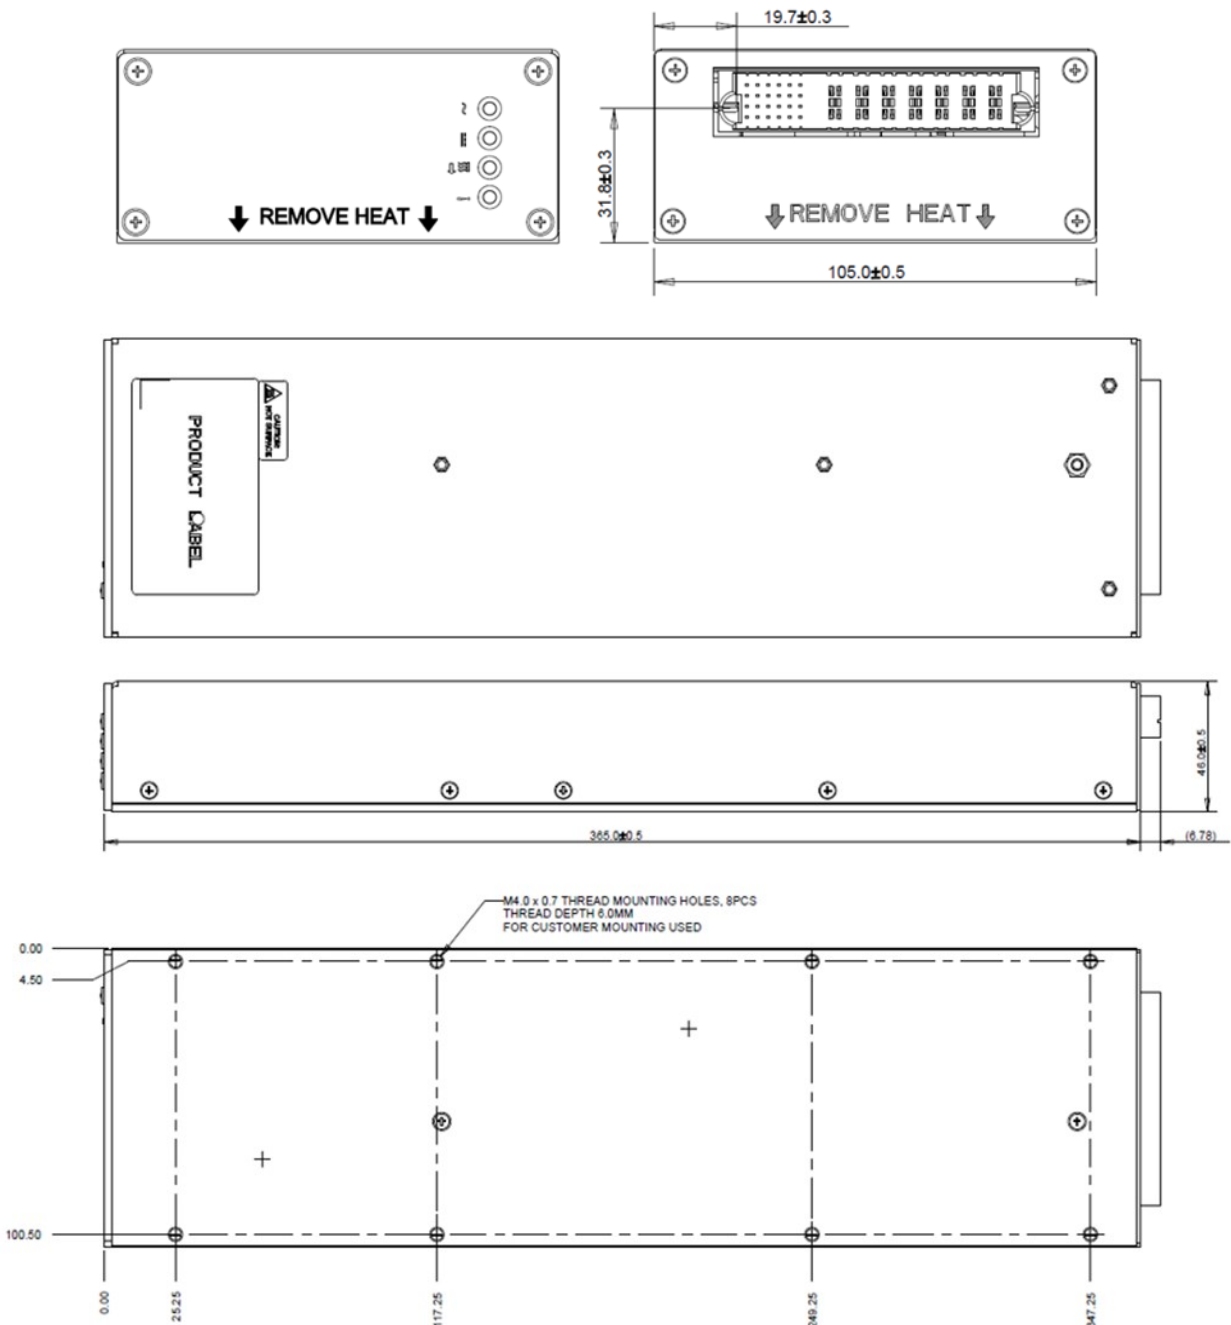 19.7±0.3
31.8±0.3
REMOVE HEAT
REMOVE HEAT
105.0±0.5
PRODUCT LABEL
CAUTION!
HOT SURFACE
46.0±0.5
365.0±0.5
(6.78)
M4.0 x 0.7 THREAD MOUNTING HOLES, 8PCS
THREAD DEPTH 6.0MM
FOR CUSTOMER MOUNTING USED
0.00
4.50
100.50
0.00
25.25
117.25
249.25
347.25